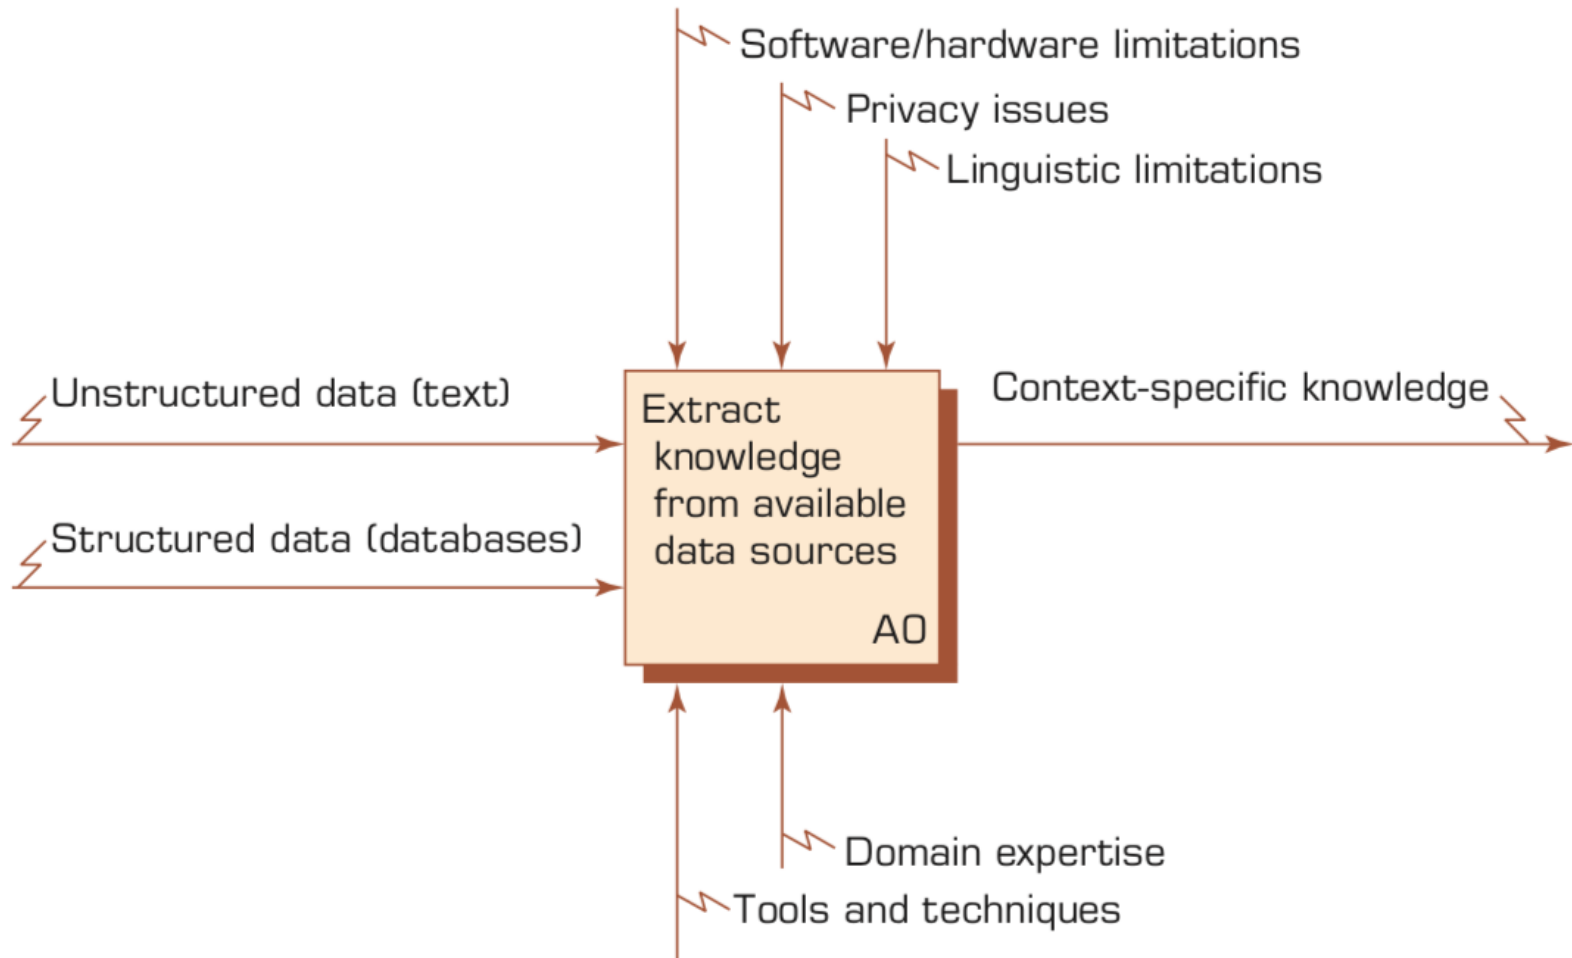 Software/hardware limitations
Privacy issues
Linguistic limitations
Unstructured data (text)
Context-specific knowledge
Extract
knowledge
from available
data sources
Structured data (databases)
A0
Domain expertise
Tools and techniques